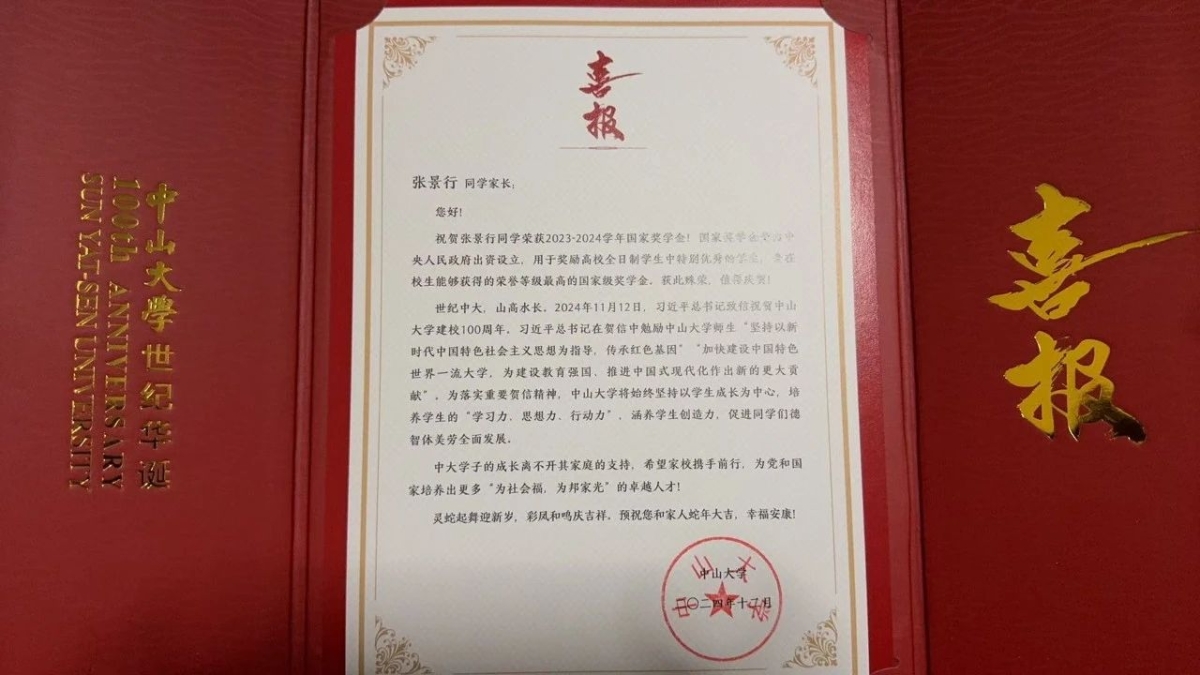 中山大學世纪华诞
100th ANNIVERSARY
SUN YAT-SEN UNIVERSITY
喜
报
张景行 同学家长：
您好！
祝贺张景行同学荣获2023-2024学年国家奖学金！国家奖学金
央人民政府出资设立，用于奖励高校全日制学生中特别优秀的学生，是在
校生能够获得的荣誉等级最高的国家级奖学金。获此殊荣，值得庆贺！
世纪中大，山高水长。2024年11月12日，习近平总书记致信祝贺中山
大学建校100周年。习近平总书记在贺信中勉励中山大学师生“坚持以新
时代中国特色社会主义思想为指导，传承红色基因”“加快建设中国特色
世界一流大学，为建设教育强国、推进中国式现代化作出新的更大贡
献”。为落实重要贺信精神，中山大学将始终坚持以学生成长为中心，培
养学生的“学习力、思想力、行动力”，涵养学生创造力，促进同学们德
智体美劳全面发展。
中大学子的成长离不开其家庭的支持，希望家校携手前行，为党和国
家培养出更多“为社会福，为邦家光”的卓越人才！
灵蛇起舞迎新岁，彩凤和鸣庆吉祥。预祝您和家人蛇年大吉，幸福安康！
中山大学
中山大学
二〇二四年十二月
喜
报